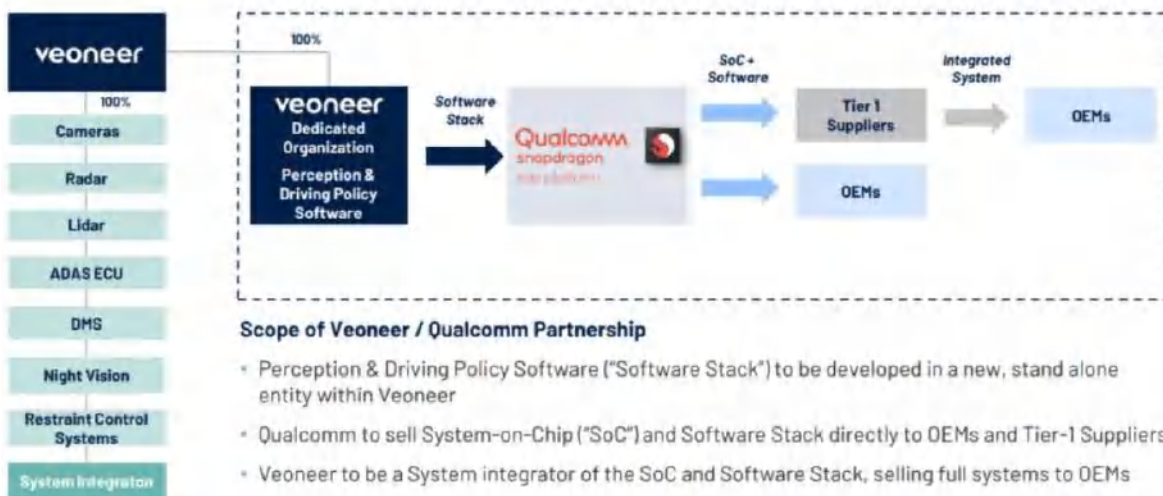 veoneer
100%
Cameras
Radar
Lidar
ADAS ECU
DMS
Night Vision
Restraint Control
Systems
System Integraton
100%
veoneer
Dedicated
Organization
Perception &
Driving Policy
Software
Software
Stack
Qualcomm
snapdragon
SoC +
Software
Tier 1
Suppliers
OEMs
Integrated
System
OEMs
Scope of Veoneer / Qualcomm Partnership
• Perception & Driving Policy Software ("Software Stack") to be developed in a new, stand alone
entity within Veoneer
• Qualcomm to sell System-on-Chip ("SoC") and Software Stack directly to OEMs and Tier-1 Suppliers
• Veoneer to be a System integrator of the SoC and Software Stack, selling full systems to OEMs